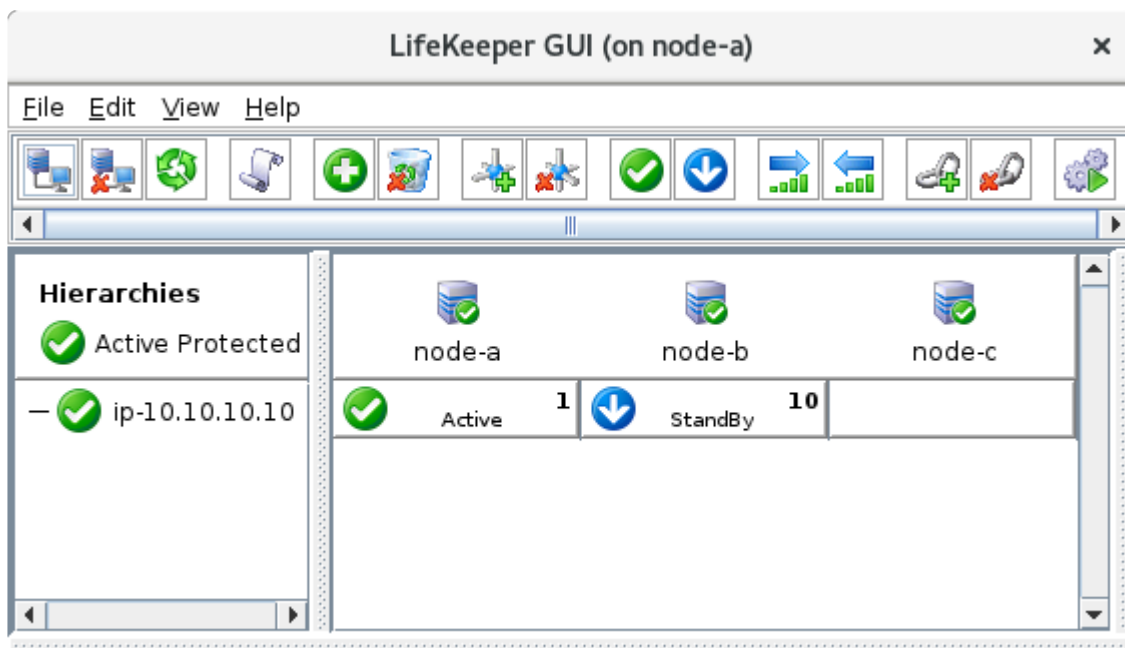 LifeKeeper GUI (on node-a)
File Edit View Help
Hierarchies
Active Protected
node-a node-b node-c
ip-10.10.10.10
1 Active
10 StandBy